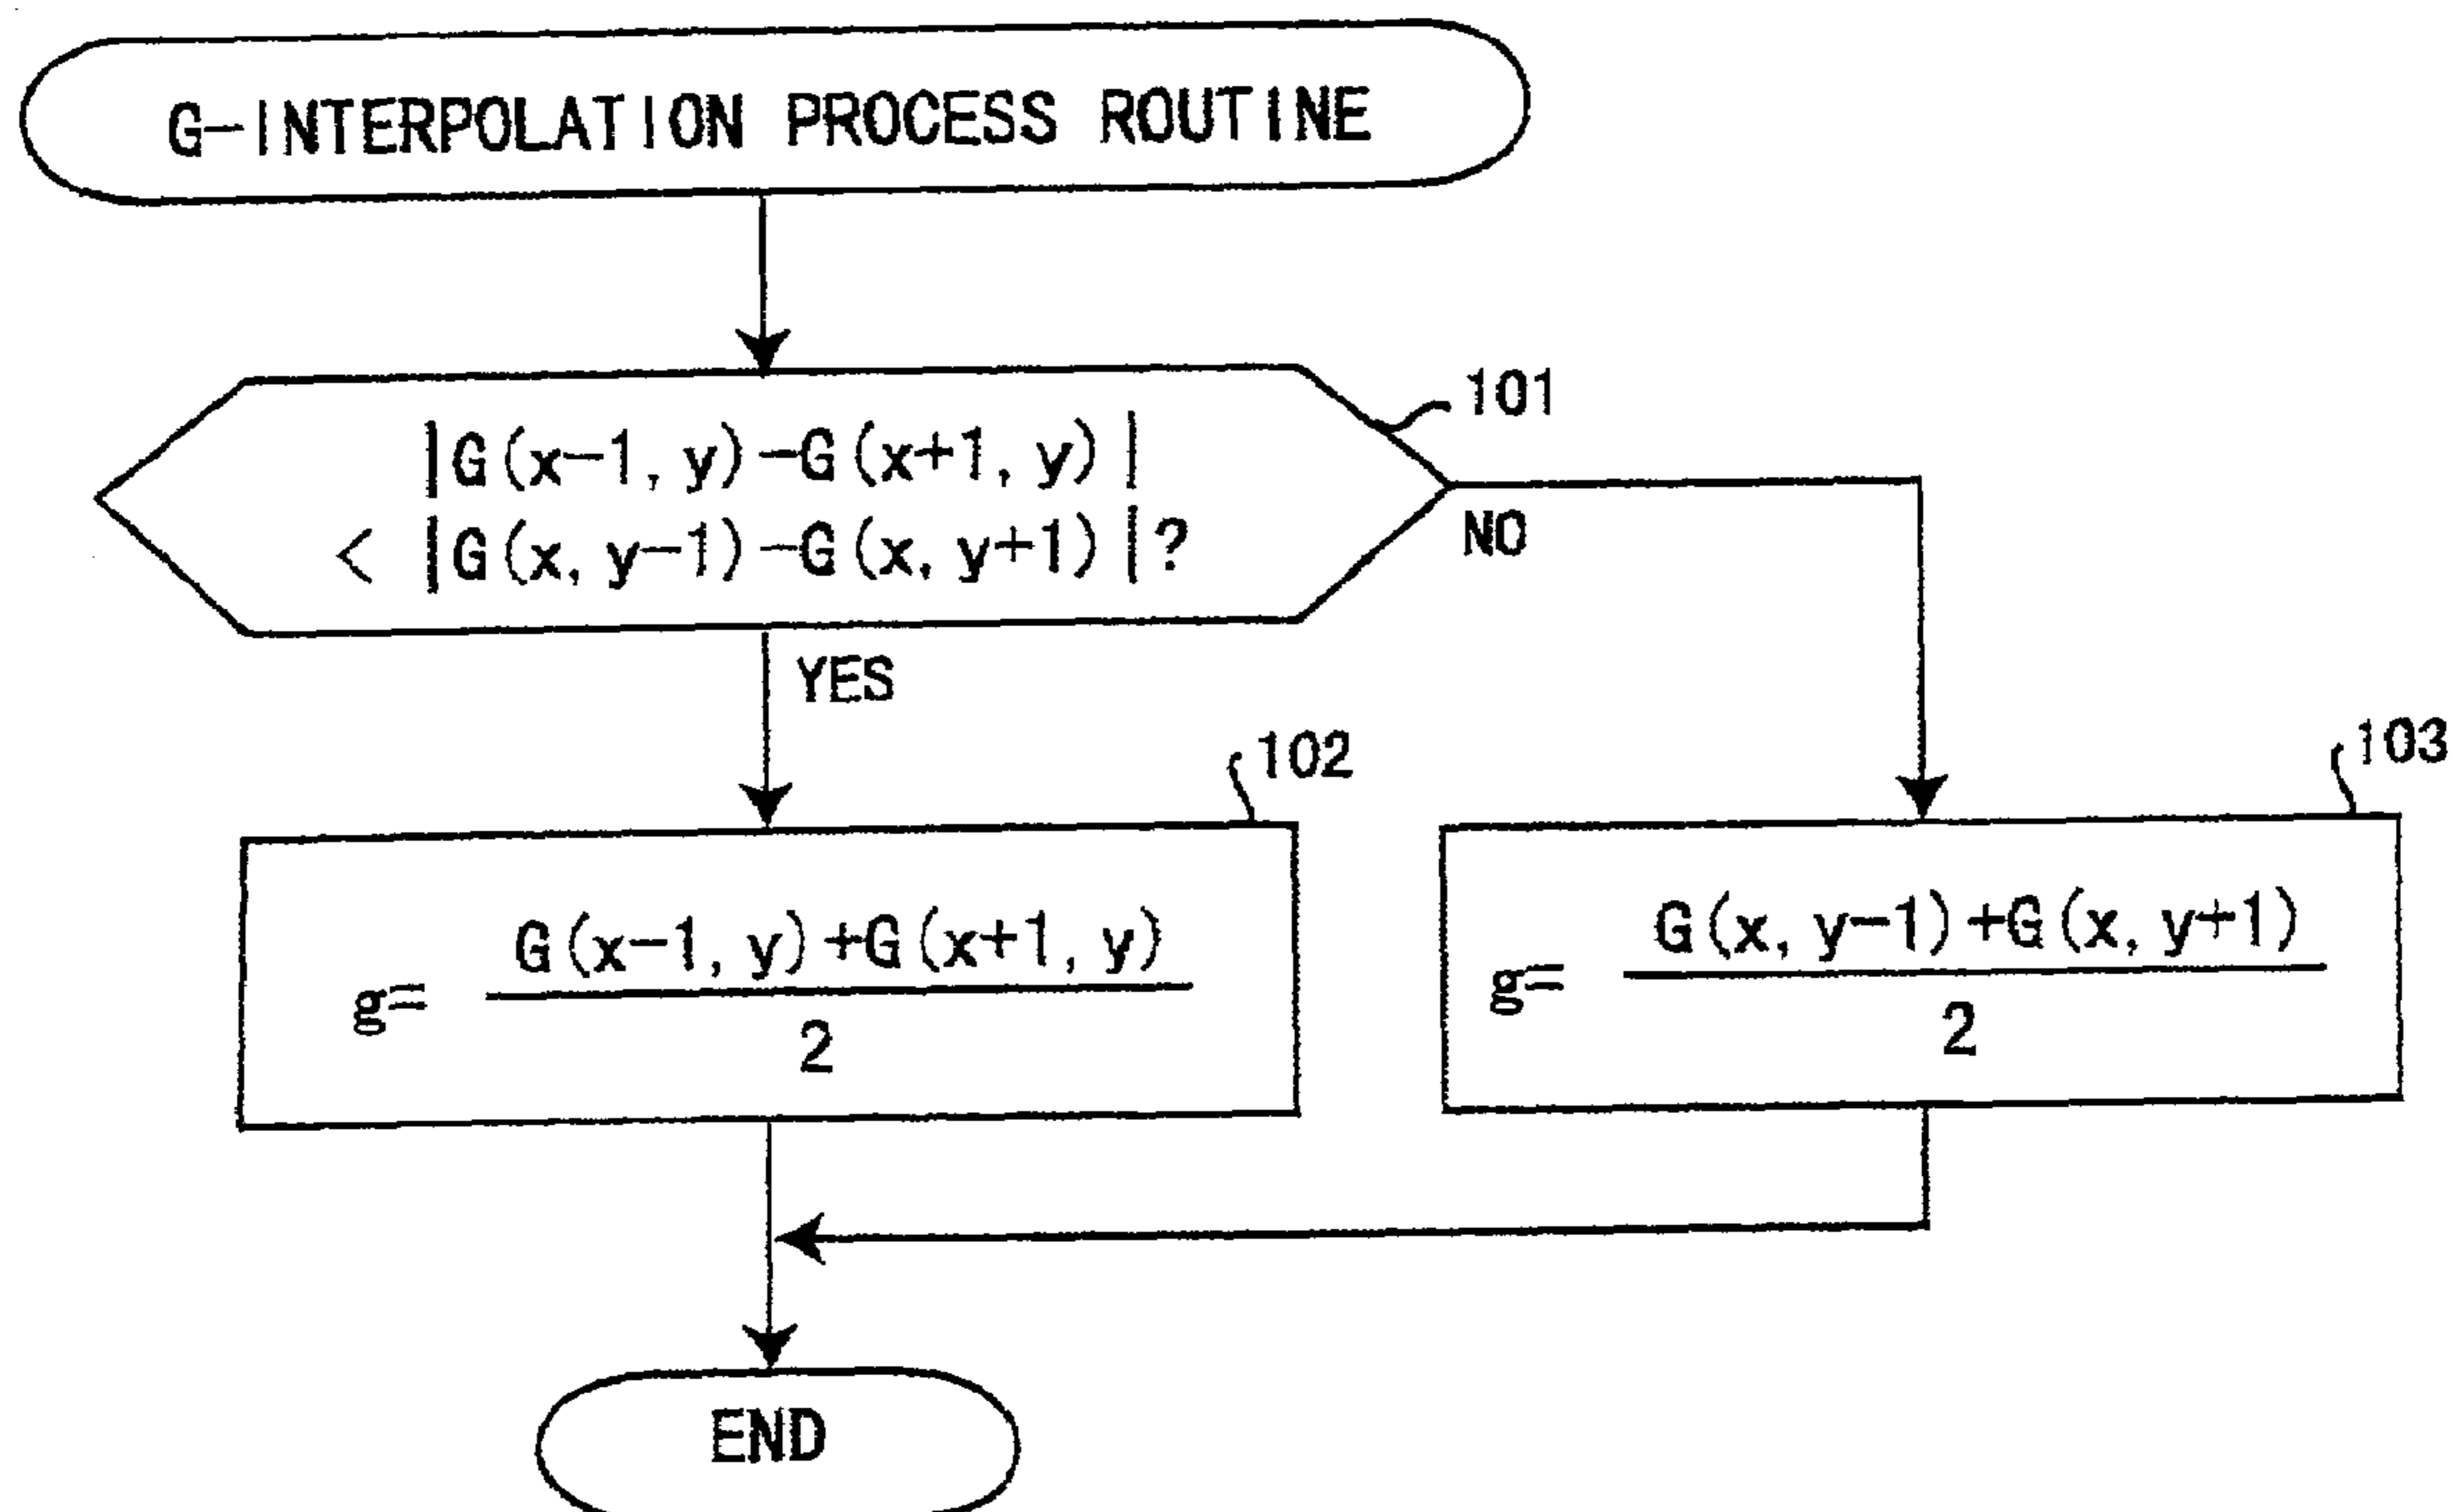 G-INTERPOLATION PROCESS ROUTINE
101
|G(x-1, y)-G(x+1, y)|
< |G(x, y-1)-G(x, y+1)|?
NO
YES
102
103
G(x-1, y)+G(x+1, y)
g=
2
G(x, y-1)+G(x, y+1)
g=
2
END